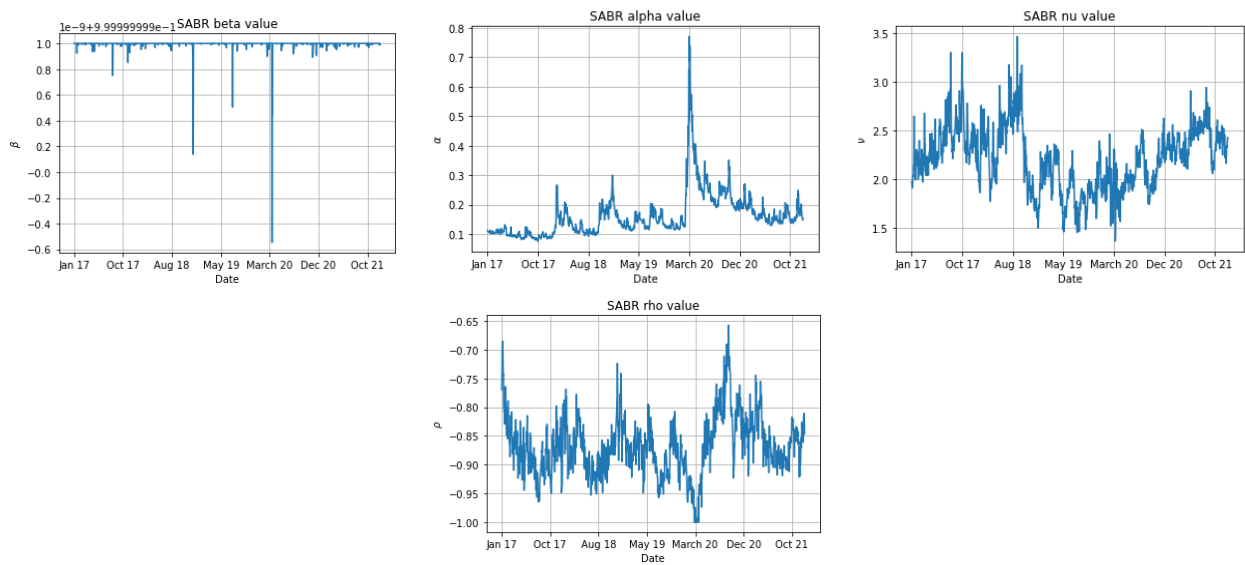 SABR beta value
1e-9+9.99999999e-1
1.0
0.8
0.6
0.4
0.2
−0.0
−0.2
−0.4
−0.6
β
Jan 17 Oct 17 Aug 18 May 19 March 20 Dec 20 Oct 21
Date
SABR alpha value
0.8
0.7
0.6
0.5
0.4
0.3
0.2
0.1
α
Jan 17 Oct 17 Aug 18 May 19 March 20 Dec 20 Oct 21
Date
SABR nu value
3.5
3.0
2.5
2.0
1.5
ν
Jan 17 Oct 17 Aug 18 May 19 March 20 Dec 20 Oct 21
Date
SABR rho value
−0.65
−0.70
−0.75
−0.80
−0.85
−0.90
−0.95
−1.00
ρ
Jan 17 Oct 17 Aug 18 May 19 March 20 Dec 20 Oct 21
Date